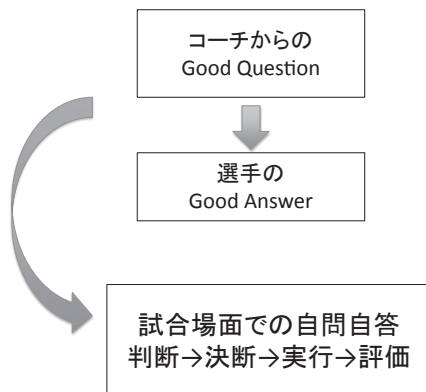 コーチからの
Good Question
選手の
Good Answer
試合場面での自問自答
判断→決断→実行→評価